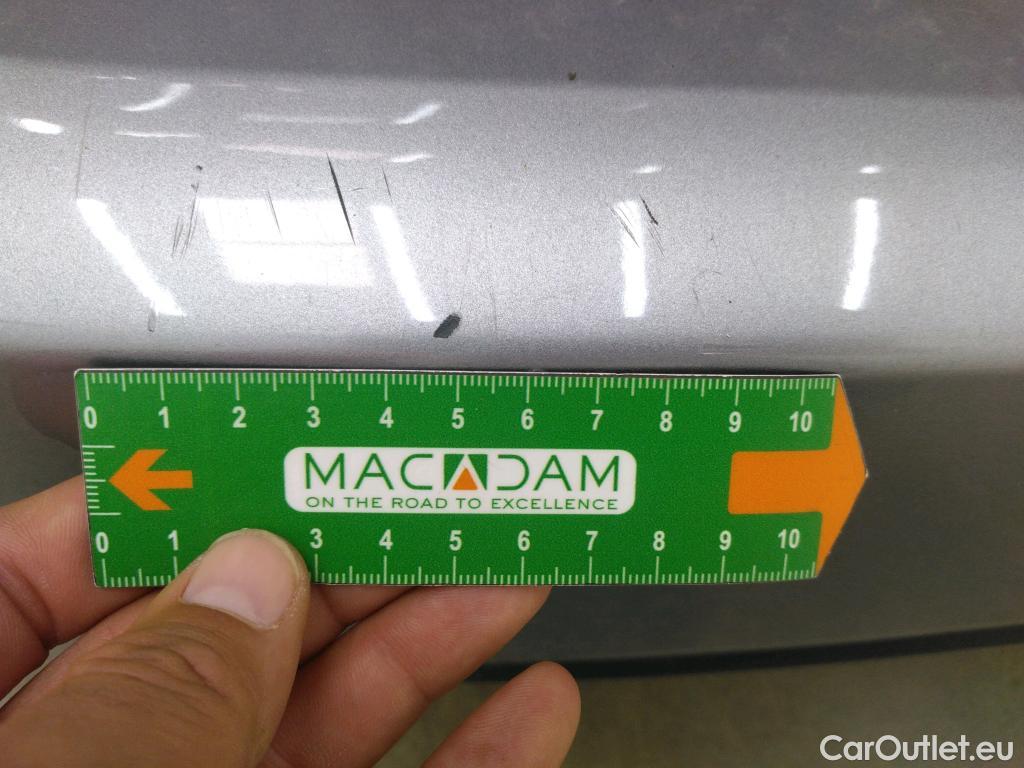 0 1 2 3 4 5 6 7 8 9 10
MACADAM
ON THE ROAD TO EXCELLENCE
0 1 3 4 5 6 7 8 9 10
CarOutlet.eu